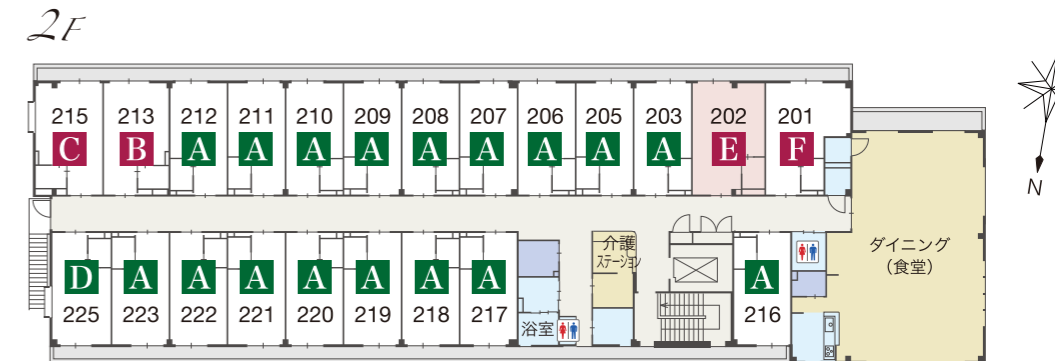 2F
215 213 212 211 210 209 208 207 206 205 203 202 201
C B A A A A A A A A A E F
介護
ステーション
ダイニング
(食堂)
D A A A A A A A A
225 223 222 221 220 219 218 217 216
浴室
N